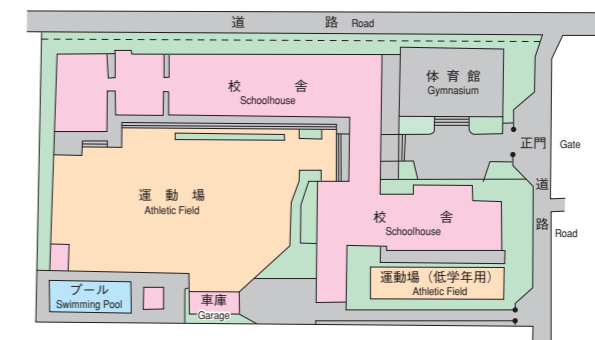 道 路 Road
校 舎
Schoolhouse
体育館
Gymnasium
正門 Gate
運動場
Athletic Field
道路 Road
校 舎
Schoolhouse
運動場（低学年用）
Athletic Field
プール
Swimming Pool
車庫
Garage